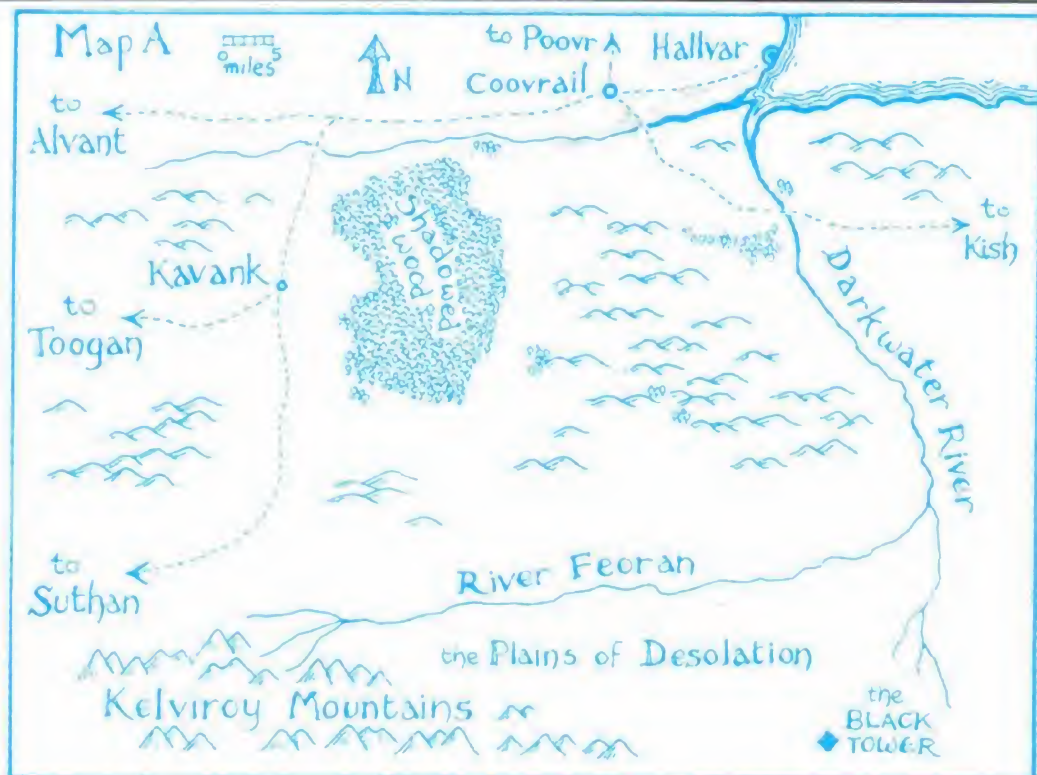 Map A
0 5
miles
N
to Poovr
Hallvar
Coovrail
to
Alvant
Shadowed
Wood
to
Kish
Kavank
to
Toogan
Darkwater River
to
Suthan
River Feoran
the Plains of Desolation
Kelviroy Mountains
the
BLACK
TOWER